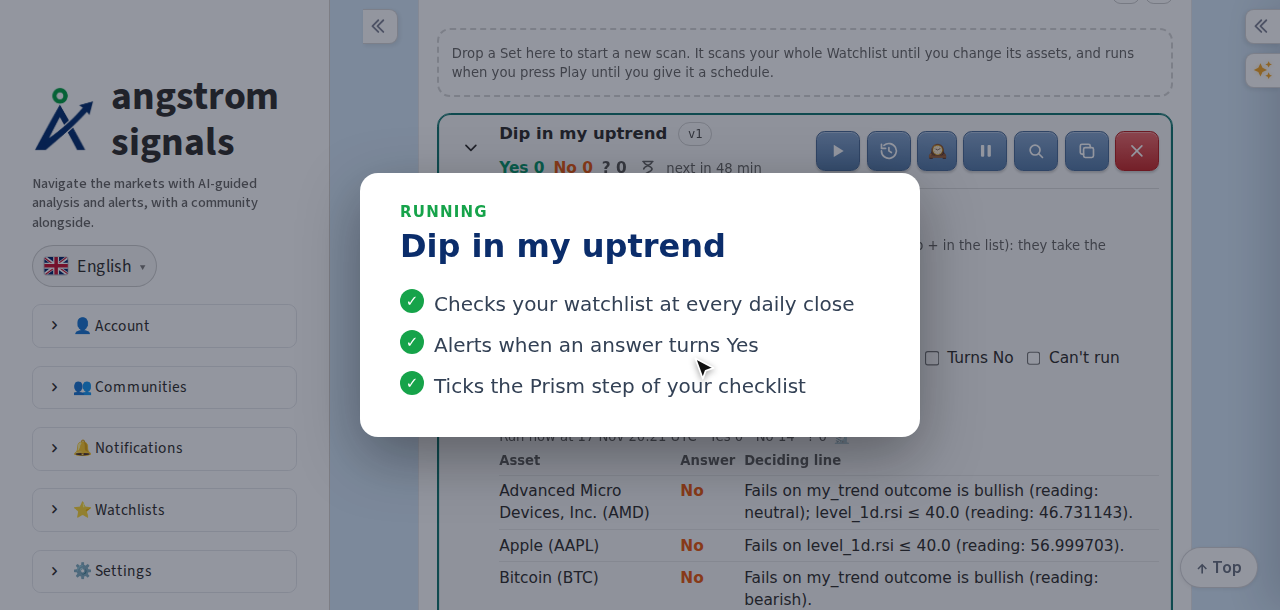 angstrom
signals
Navigate the markets with AI-guided
analysis and alerts, with a community
alongside.
English
Account
Communities
Notifications
Watchlists
Settings
Drop a Set here to start a new scan. It scans your whole Watchlist until you change its assets, and runs
when you press Play until you give it a schedule.
Dip in my uptrend v1
Yes 0 No 0 ? 0 next in 48 min
in the list): they take the
RUNNING
Dip in my uptrend
Checks your watchlist at every daily close
Alerts when an answer turns Yes
Ticks the Prism step of your checklist
Turns No Can't run
Asset Answer Deciding line
Advanced Micro
Devices, Inc. (AMD)
No
Fails on my_trend outcome is bullish (reading:
neutral); level_1d.rsi ≤ 40.0 (reading: 46.731143).
Apple (AAPL) No Fails on level_1d.rsi ≤ 40.0 (reading: 56.999703).
Bitcoin (BTC) No Fails on my_trend outcome is bullish (reading:
bearish).
↑ Top